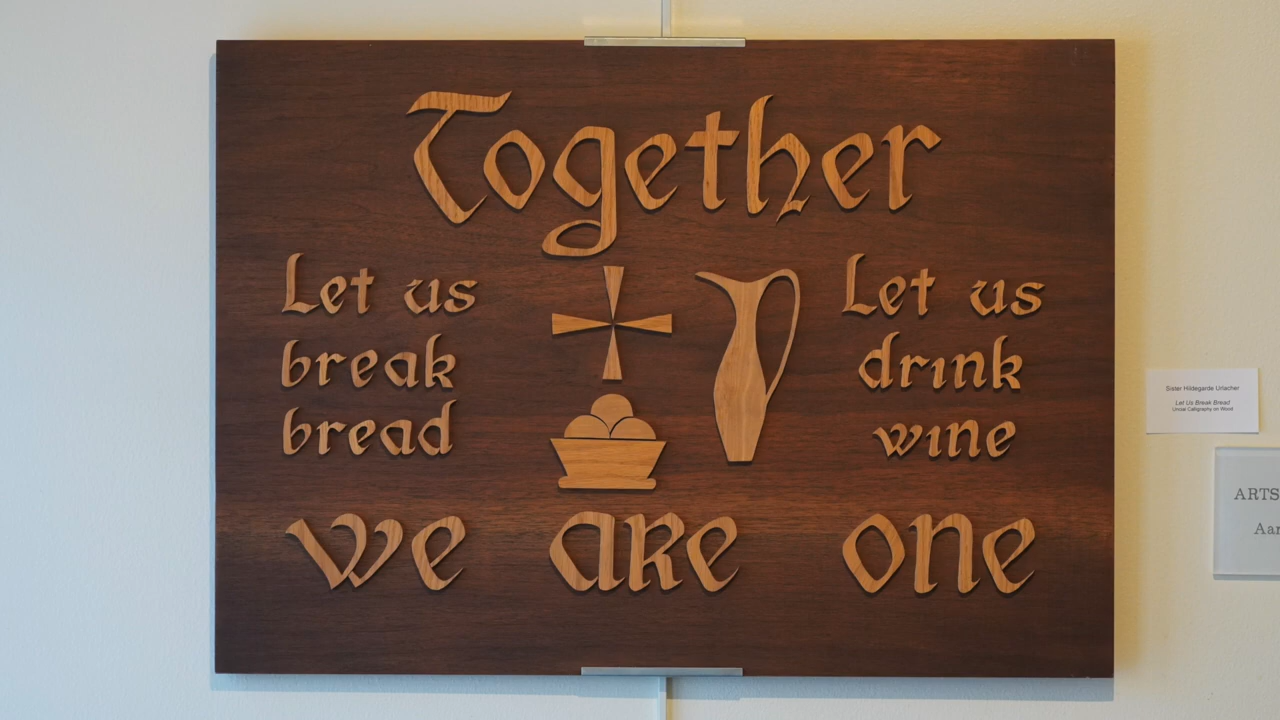 Together
Let us
break
bread
Let us
drink
wine
we are one
Sister Hildegarde Urlacher
Let Us Break Bread
Uncial Calligraphy on Wood
ARTS